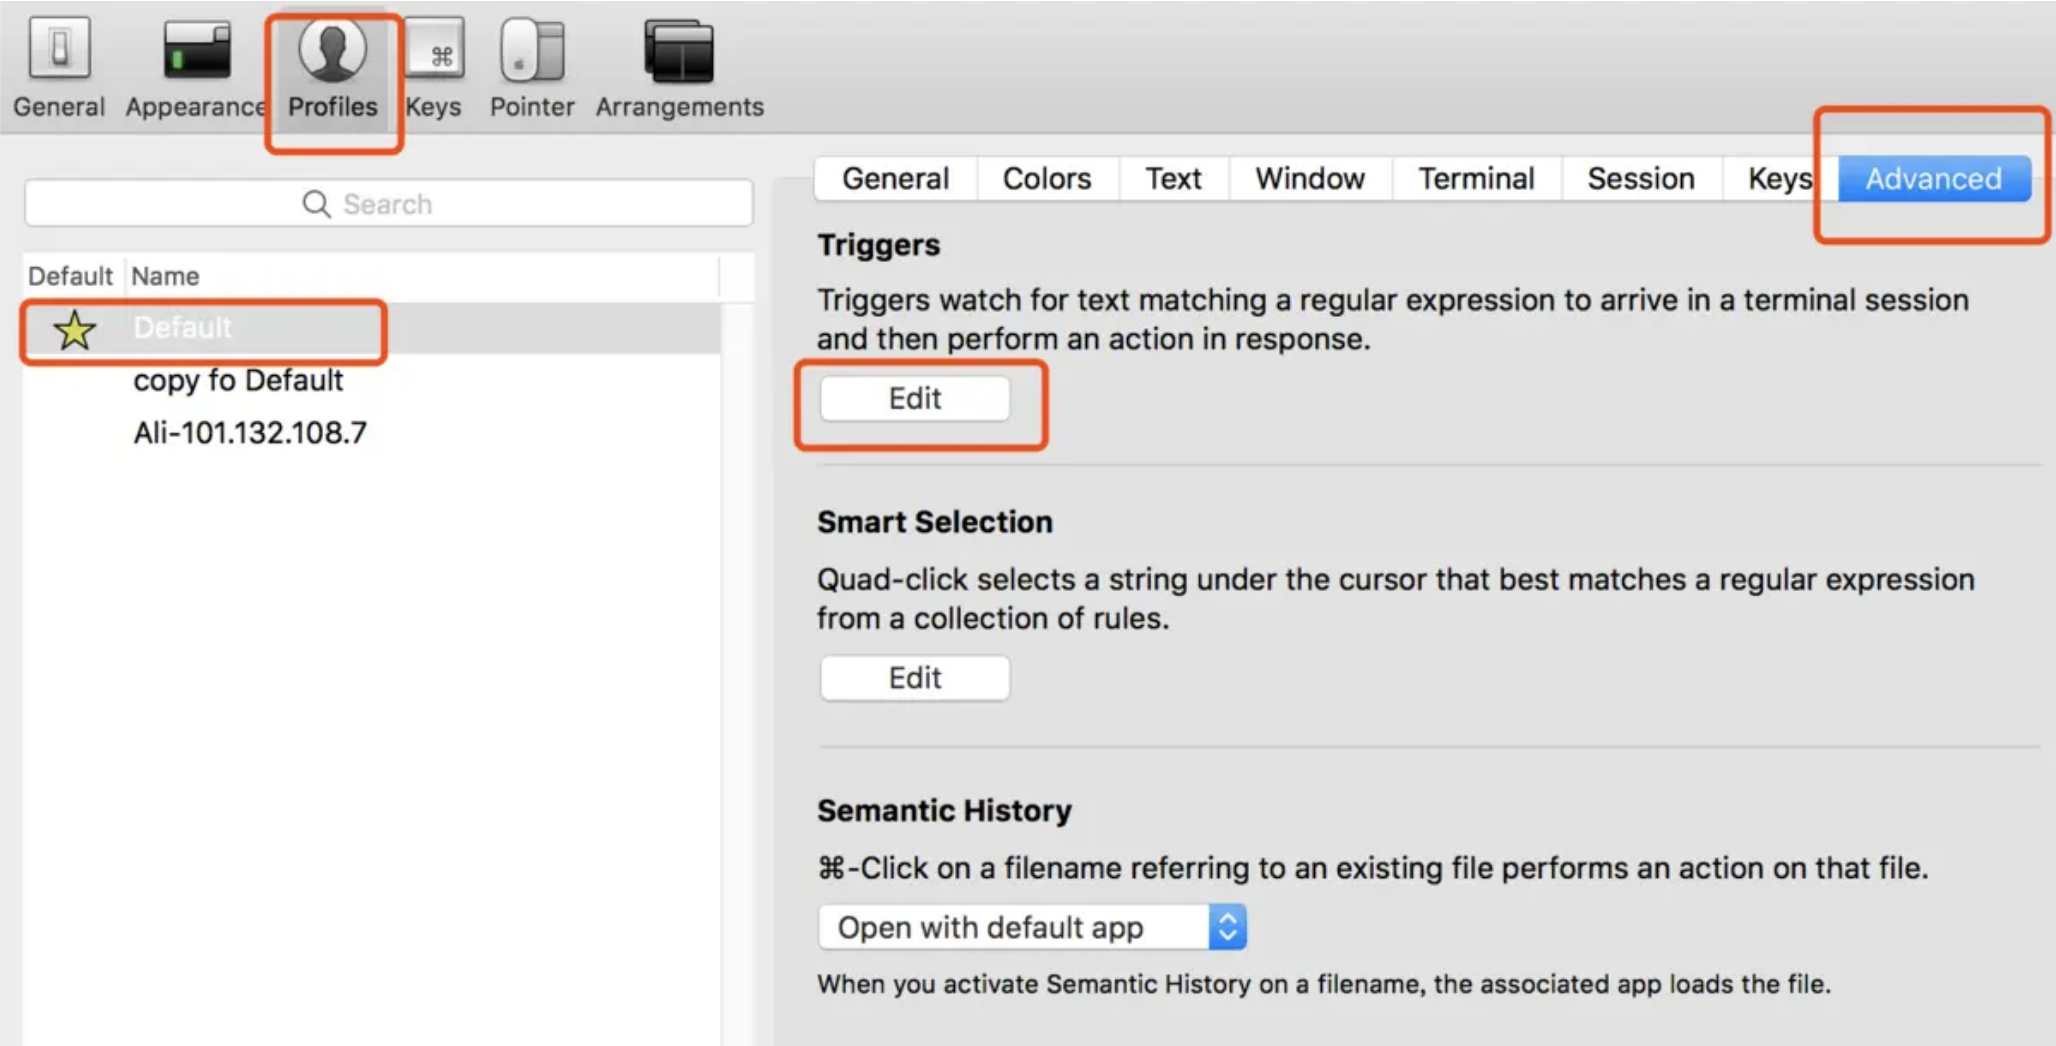 General Appearance Profiles Keys Pointer Arrangements
Search
Default Name
Default
copy fo Default
Ali-101.132.108.7
General Colors Text Window Terminal Session Keys Advanced
Triggers
Triggers watch for text matching a regular expression to arrive in a terminal session
and then perform an action in response.
Edit
Smart Selection
Quad-click selects a string under the cursor that best matches a regular expression
from a collection of rules.
Edit
Semantic History
⌘-Click on a filename referring to an existing file performs an action on that file.
Open with default app
When you activate Semantic History on a filename, the associated app loads the file.